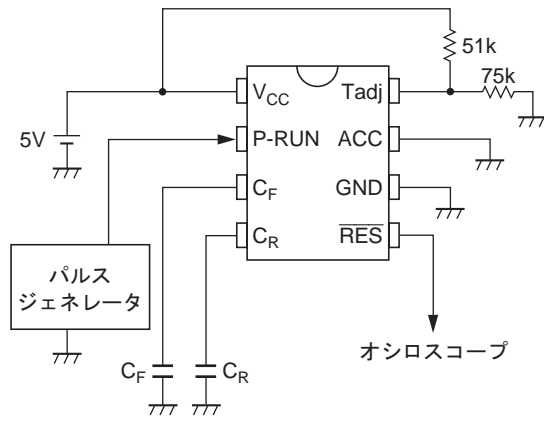 51k
75k
V_CC
Tadj
5V
P-RUN
ACC
C_F
GND
C_R
RES
パルス
ジェネレータ
オシロスコープ
C_F
C_R